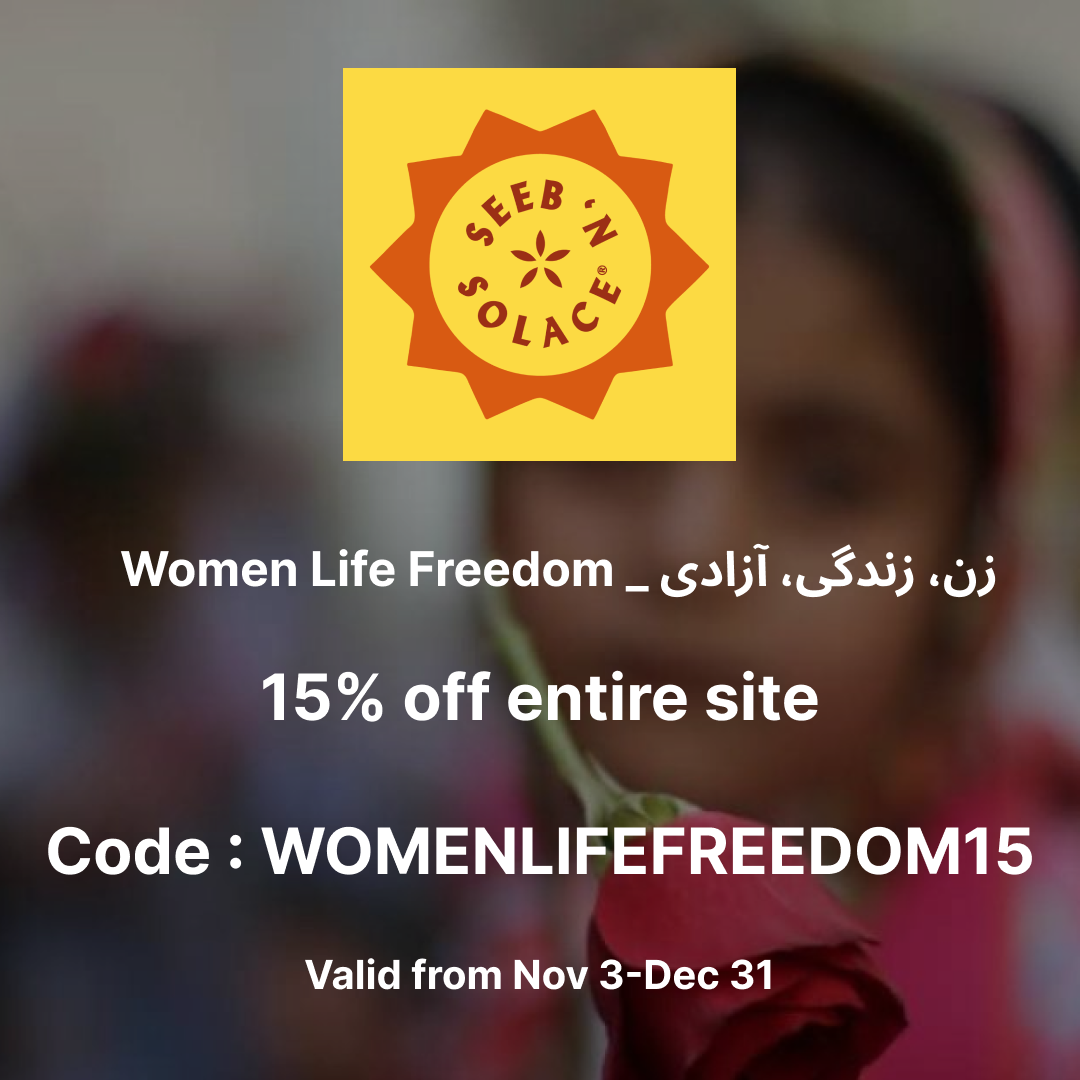 SEEB 'N
SOLACE®
Women Life Freedom _ زن، زندگی، آزادی
15% off entire site
Code : WOMENLIFEFREEDOM15
Valid from Nov 3-Dec 31